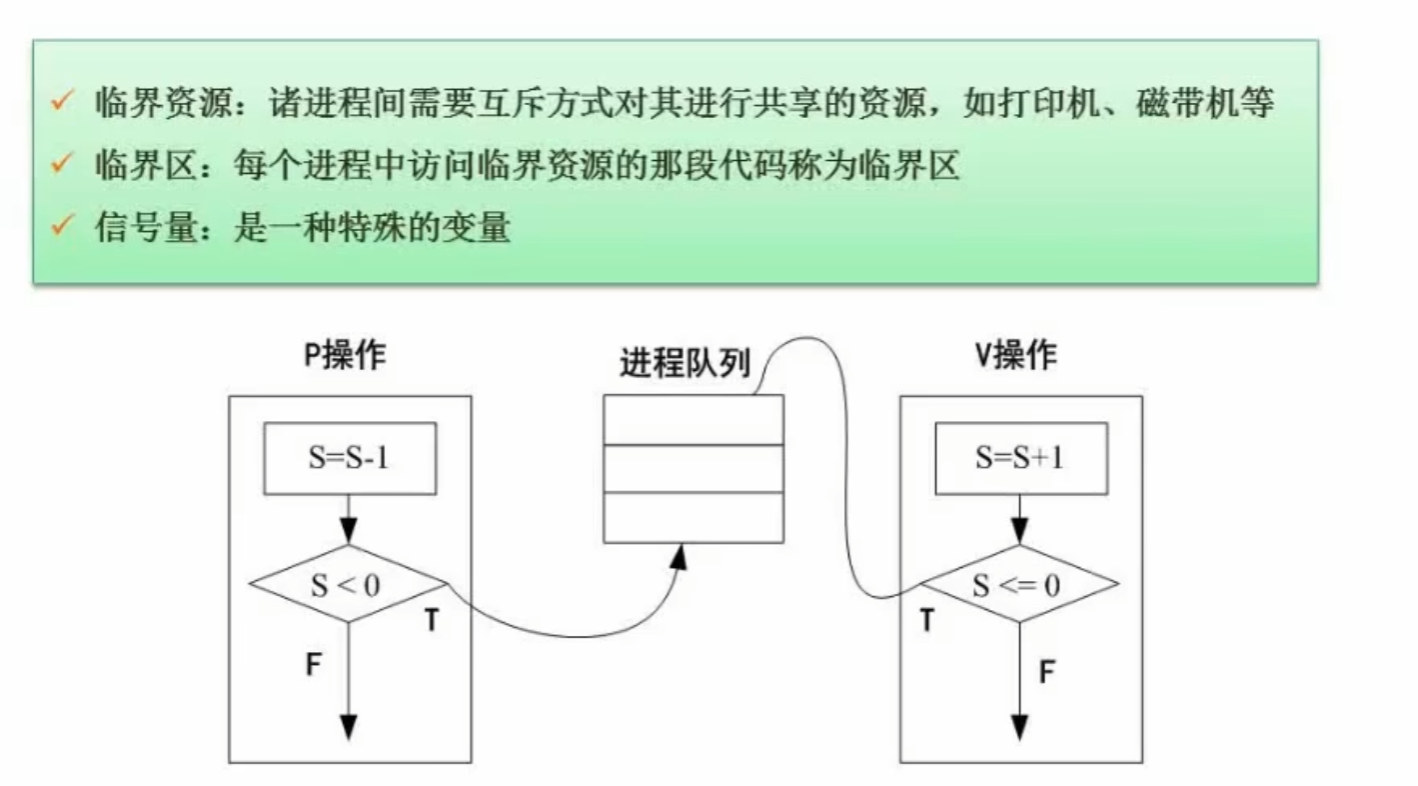 ✓ 临界资源：诸进程间需要互斥方式对其进行共享的资源，如打印机、磁带机等
✓ 临界区：每个进程中访问临界资源的那段代码称为临界区
✓ 信号量：是一种特殊的变量
P操作
进程队列
V操作
S=S-1
S=S+1
S < 0
S <= 0
T
T
F
F